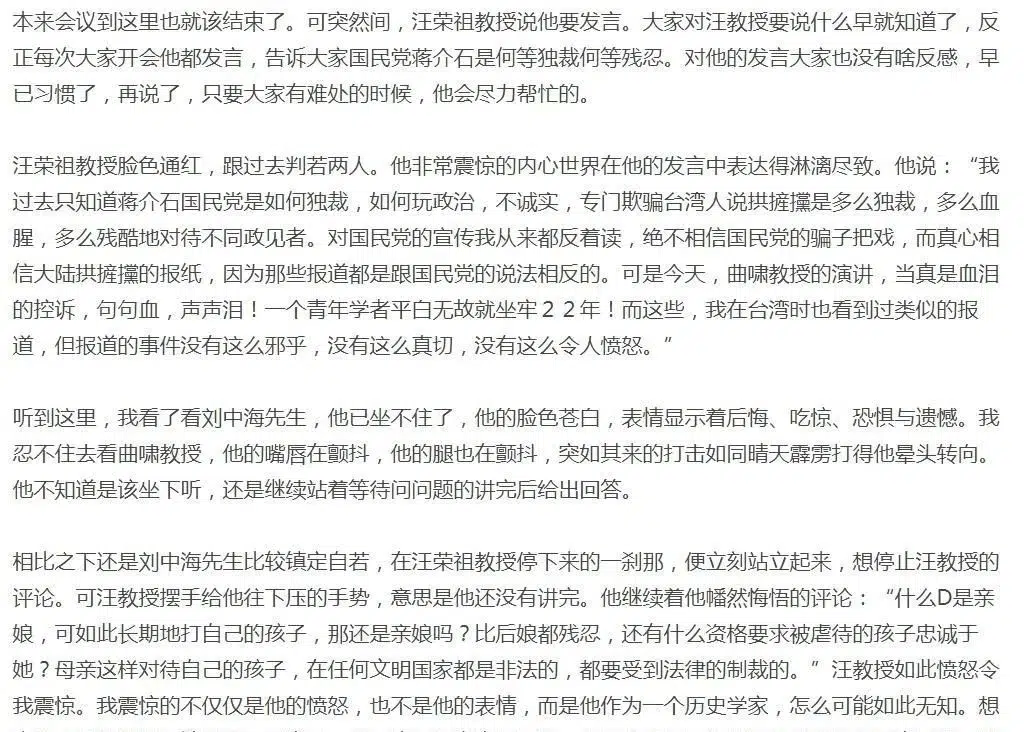 本来会议到这里也就该结束了。可突然间，汪荣祖教授说他要发言。大家对汪教授要说什么早就知道了，反
正每次大家开会他都发言，告诉大家国民党蒋介石是何等独裁何等残忍。对他的发言大家也没有啥反感，早
已习惯了，再说了，只要大家有难处的时候，他会尽力帮忙的。
汪荣祖教授脸色通红，跟过去判若两人。他非常震惊的内心世界在他的发言中表达得淋漓尽致。他说：“我
过去只知道蒋介石国民党是如何独裁，如何玩政治，不诚实，专门欺骗台湾人说拱摌攩是多么独裁，多么血
腥，多么残酷地对待不同政见者。对国民党的宣传我从来都反着读，绝不相信国民党的骗子把戏，而真心相
信大陆拱摌攩的报纸，因为那些报道都是跟国民党的说法相反的。可是今天，曲啸教授的演讲，当真是血泪
的控诉，句句血，声声泪！一个青年学者平白无故就坐牢２２年！而这些，我在台湾时也看到过类似的报
道，但报道的事件没有这么邪乎，没有这么真切，没有这么令人愤怒。”
听到这里，我看了看刘中海先生，他已坐不住了，他的脸色苍白，表情显示着后悔、吃惊、恐惧与遗憾。我
忍不住去看曲啸教授，他的嘴唇在颤抖，他的腿也在颤抖，突如其来的打击如同晴天霹雳打得他晕头转向。
他不知道是该坐下听，还是继续站着等待问问题的讲完后给出回答。
相比之下还是刘中海先生比较镇定自若，在汪荣祖教授停下来的一刹那，便立刻站立起来，想停止汪教授的
评论。可汪教授摆手给他往下压的手势，意思是他还没有讲完。他继续着他幡然悔悟的评论：“什么D是亲
娘，可如此长期地打自己的孩子，那还是亲娘吗？比后娘都残忍，还有什么资格要求被虐待的孩子忠诚于
她？母亲这样对待自己的孩子，在任何文明国家都是非法的，都要受到法律的制裁的。”汪教授如此愤怒令
我震惊。我震惊的不仅仅是他的愤怒，也不是他的表情，而是他作为一个历史学家，怎么可能如此无知。想